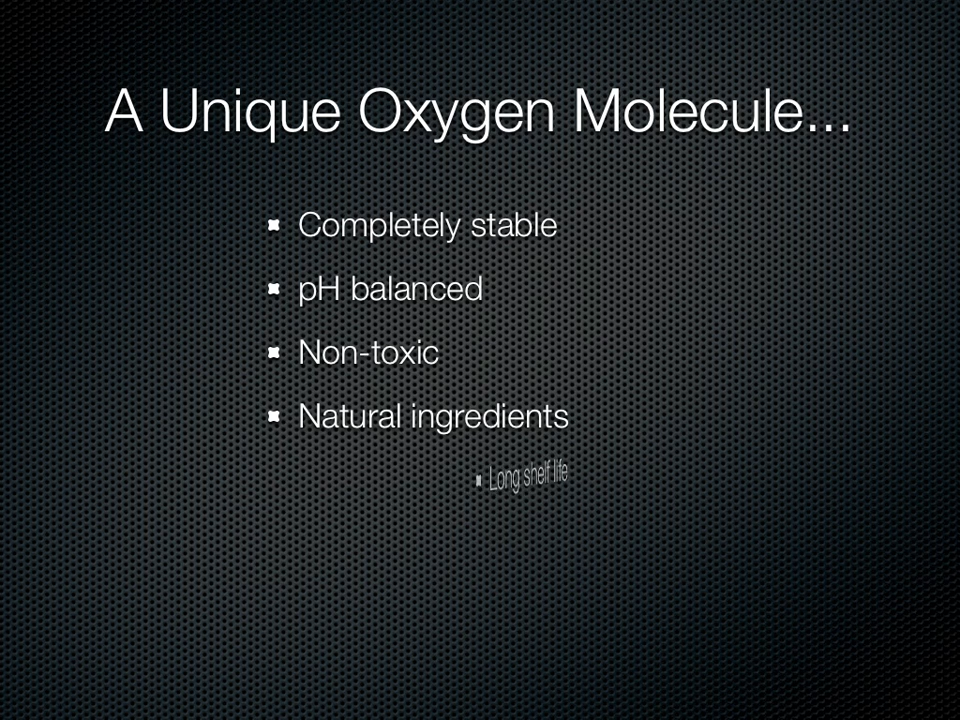 A Unique Oxygen Molecule...
Completely stable
pH balanced
Non-toxic
Natural ingredients
Long shelf life